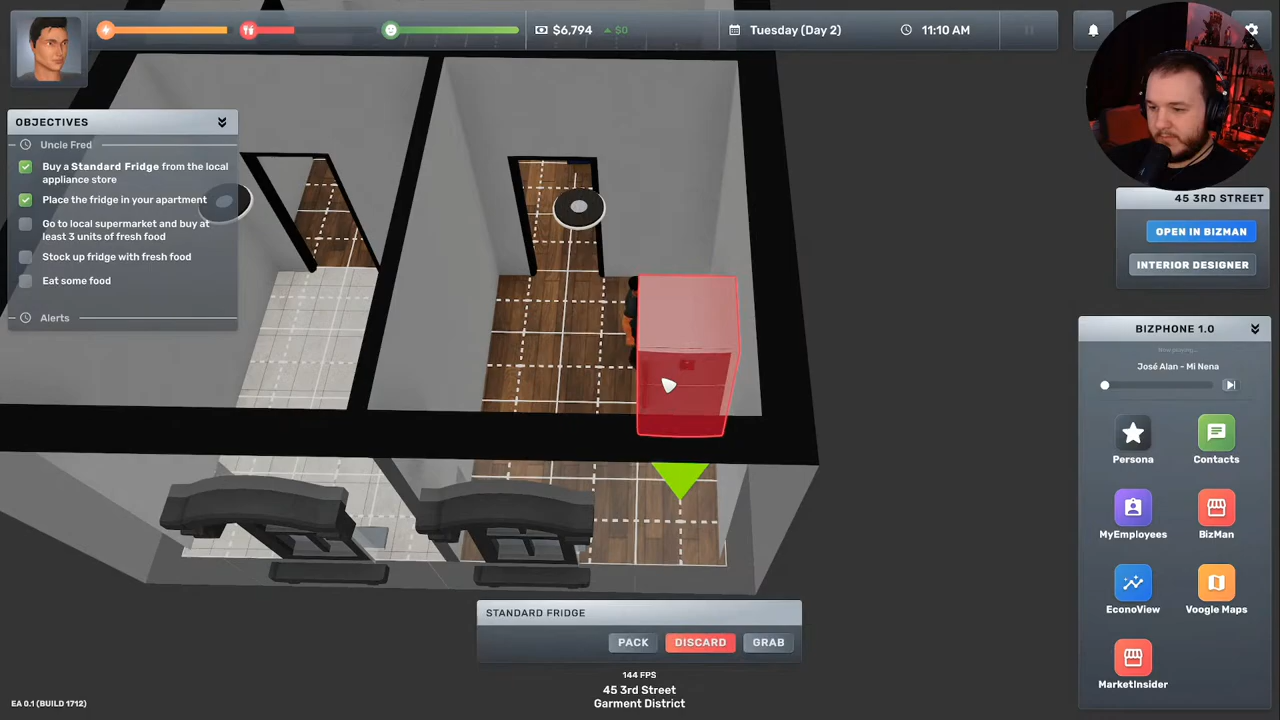 $6,794 ▲$0
Tuesday (Day 2)
11:10 AM
OBJECTIVES
Uncle Fred
Buy a Standard Fridge from the local
appliance store
Place the fridge in your apartment
Go to local supermarket and buy at
least 3 units of fresh food
Stock up fridge with fresh food
Eat some food
Alerts
45 3RD STREET
OPEN IN BIZMAN
INTERIOR DESIGNER
BIZPHONE 1.0
José Alan - Mi Nena
Persona
Contacts
MyEmployees
BizMan
EconoView
Voogle Maps
MarketInsider
STANDARD FRIDGE
PACK
DISCARD
GRAB
144 FPS
45 3rd Street
Garment District
EA 0.1 (BUILD 1712)